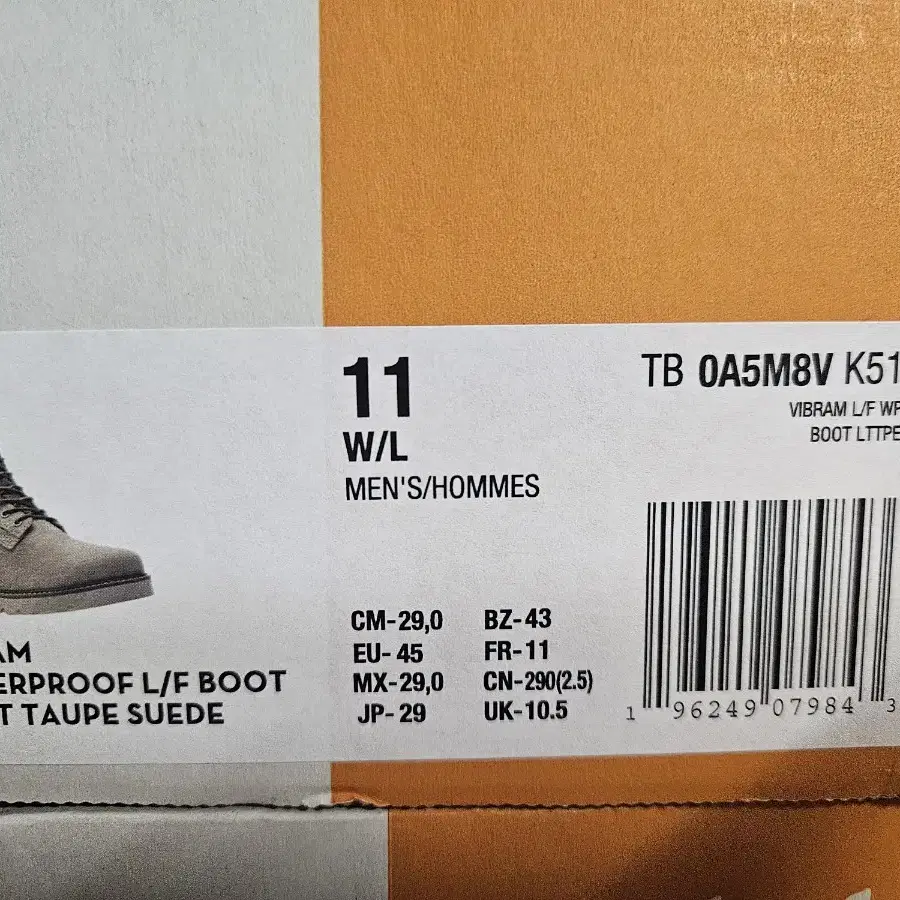 11
W/L
MEN'S/HOMMES
TB 0A5M8V K51
VIBRAM L/F WP
BOOT LTTPE
AM
ERPROOF L/F BOOT
T TAUPE SUEDE
CM-29,0 BZ-43
EU- 45 FR-11
MX-29,0 CN-290(2.5)
JP- 29 UK-10.5
1 96249 07984 3